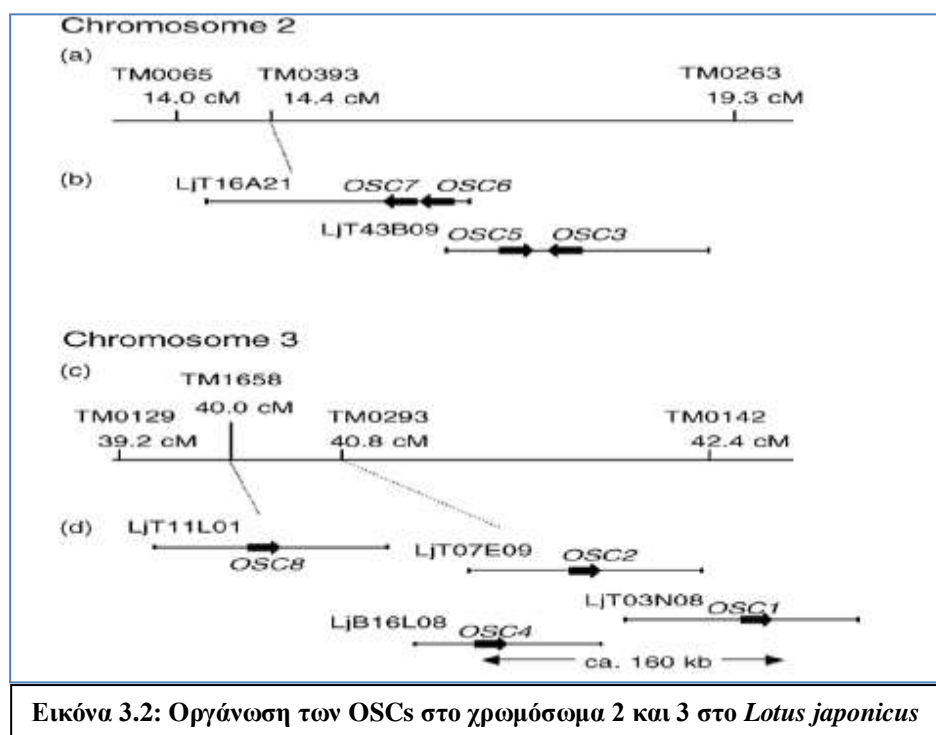 Chromosome 2
(a)
TM0065 TM0393 TM0263
14.0 cM 14.4 cM 19.3 cM
(b)
LjT16A21 OSC7 OSC6
LjT43B09 OSC5 OSC3
Chromosome 3
(c)
TM1658
TM0129 40.0 cM TM0293 TM0142
39.2 cM 40.8 cM 42.4 cM
(d)
LjT11L01
OSC8
LjT07E09 OSC2
LjT03N08 OSC1
LjB16L08 OSC4
ca. 160 kb
Εικόνα 3.2: Οργάνωση των OSCs στο χρωμόσωμα 2 και 3 στο Lotus japonicus